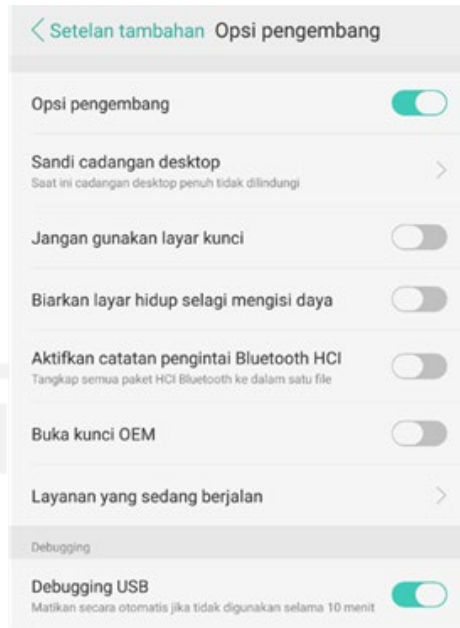 Setelan tambahan Opsi pengembang
Opsi pengembang
Sandi cadangan desktop
Saat ini cadangan desktop penuh tidak dilindungi
Jangan gunakan layar kunci
Biarkan layar hidup selagi mengisi daya
Aktifkan catatan pengintai Bluetooth HCI
Tangkap semua paket HCI Bluetooth ke dalam satu file
Buka kunci OEM
Layanan yang sedang berjalan
Debugging
Debugging USB
Matikan secara otomatis jika tidak digunakan selama 10 menit